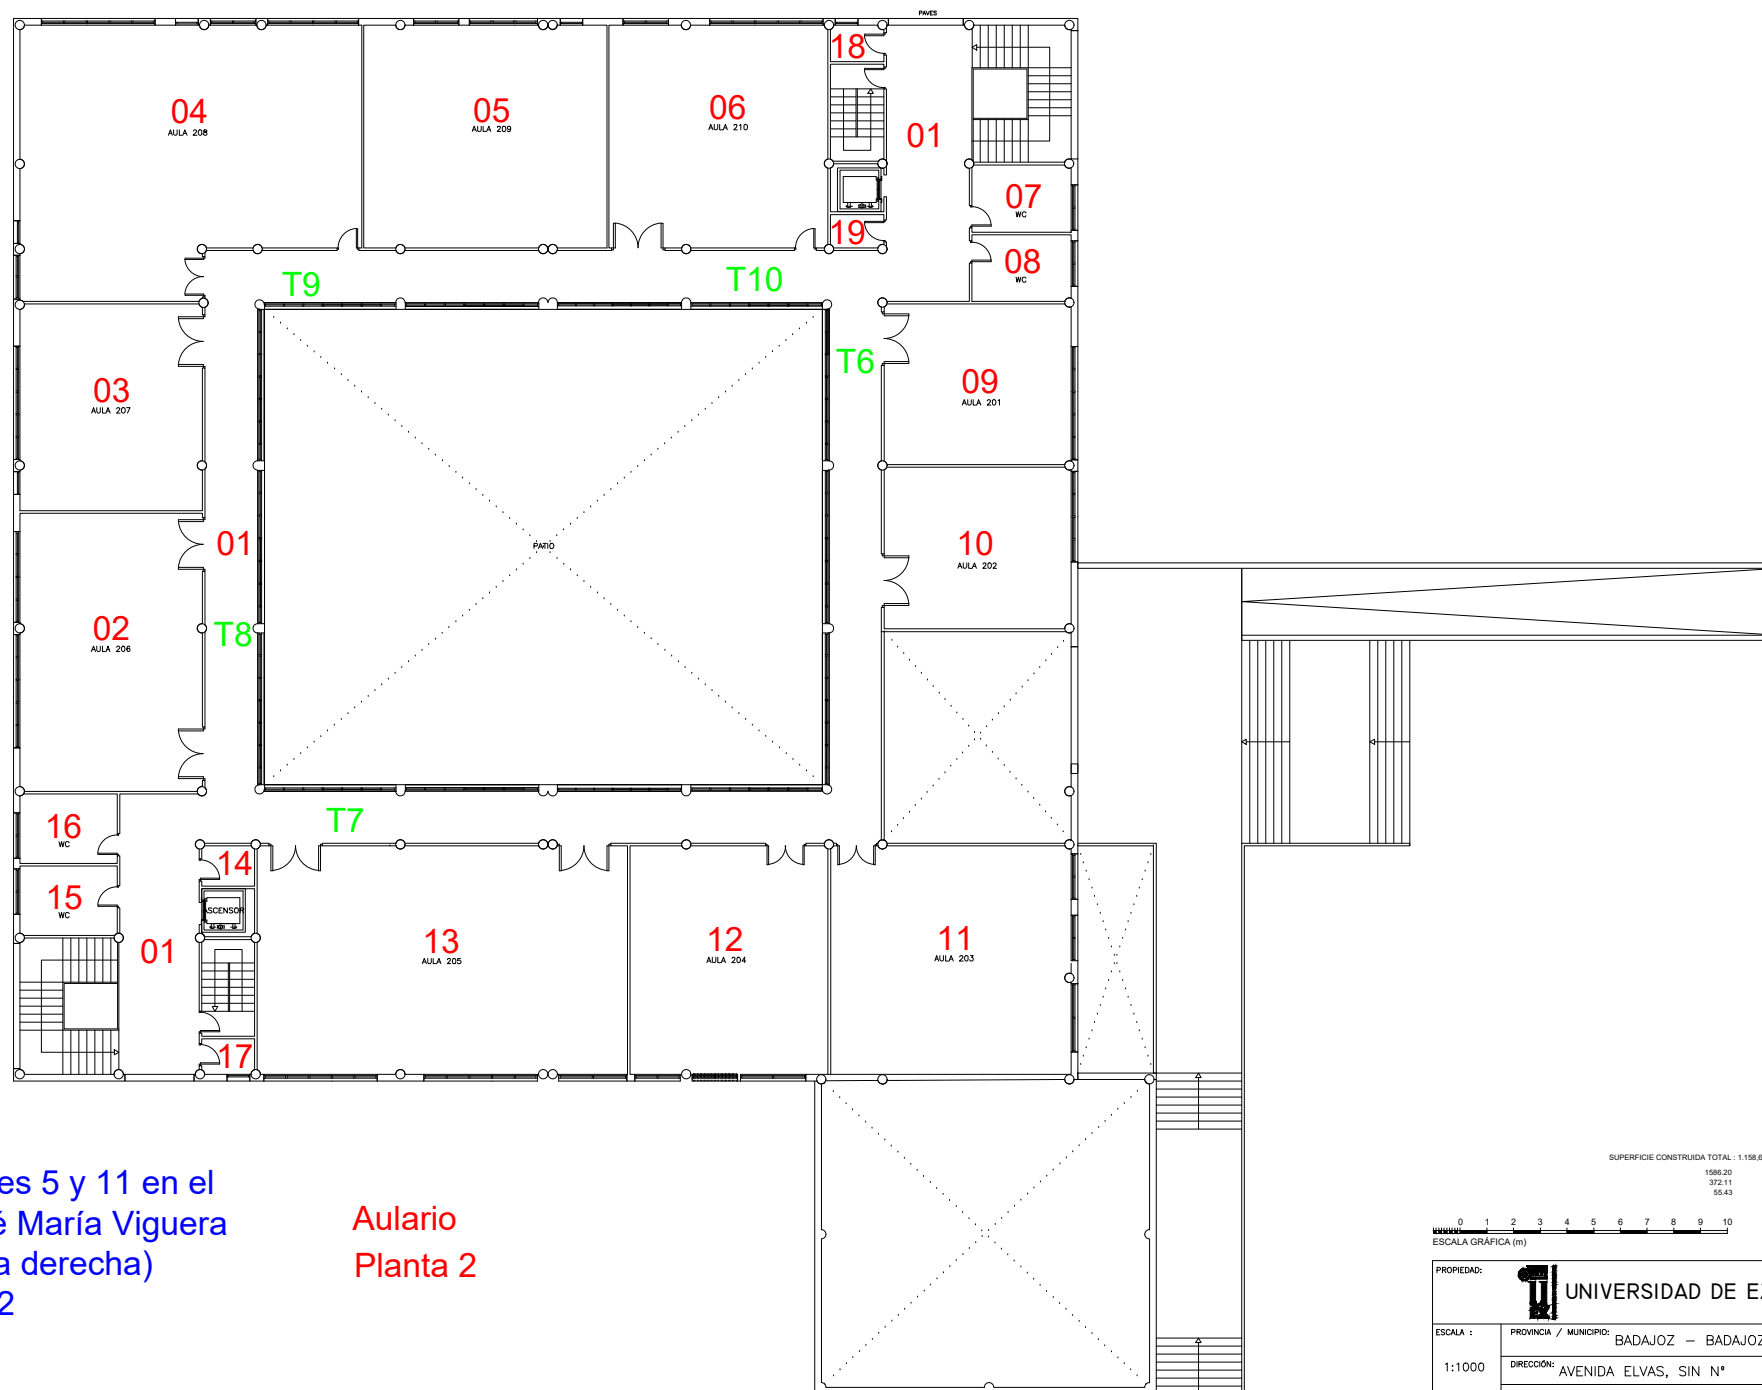 PAVES
18
04
AULA 208
05
AULA 209
06
AULA 210
01
07
WC
19
08
WC
T9
T10
T6
03
AULA 207
09
AULA 201
01
PATIO
10
AULA 202
02
AULA 206
T8
T7
16
WC
14
15
WC
ASCENSOR
01
13
AULA 205
12
AULA 204
11
AULA 203
17
es 5 y 11 en el
María Viguera
a derecha)
2
Aulario
Planta 2
SUPERFICIE CONSTRUIDA TOTAL : 1.158,6
1586.20
372.11
55.43
0 1 2 3 4 5 6 7 8 9 10
ESCALA GRÁFICA (m)
PROPIEDAD:
UNIVERSIDAD DE E
ESCALA :
1:1000
PROVINCIA / MUNICIPIO: BADAJOZ – BADAJOZ
DIRECCIÓN: AVENIDA ELVAS, SIN Nº